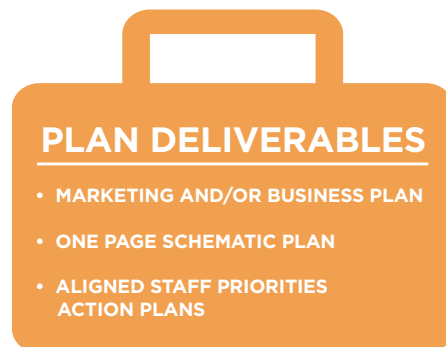 PLAN DELIVERABLES
• MARKETING AND/OR BUSINESS PLAN
• ONE PAGE SCHEMATIC PLAN
• ALIGNED STAFF PRIORITIES
ACTION PLANS